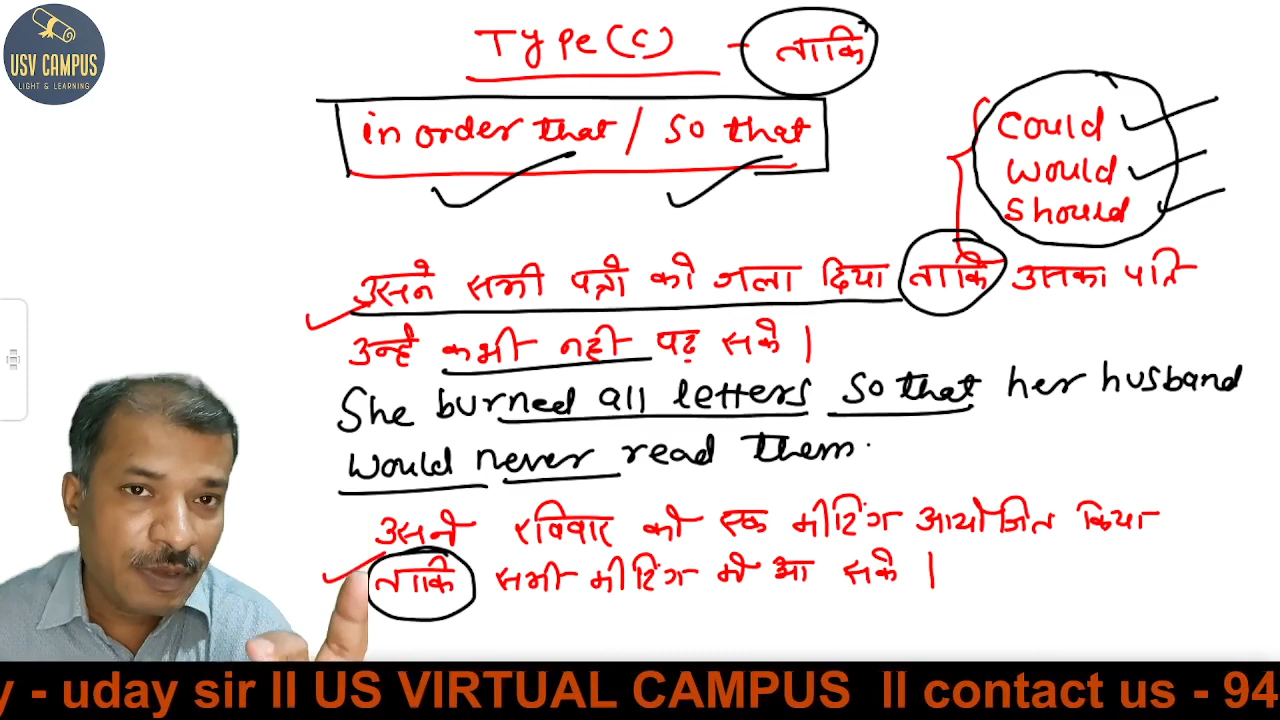 USV CAMPUS
LIGHT & LEARNING
Type (C) - ताकि
in order that / so that
Could
Would
Should
उसने सभी पत्रो को जला दिया ताकि उसका पति
उन्हे कभी नही पढ़ सके।
She burned all letters so that her husband
would never read them.
उसने रविवार को एक मीटिंग आयोजित किया
ताकि सभी मीटिंग मे आ सके।
y - uday sir II US VIRTUAL CAMPUS II contact us - 94